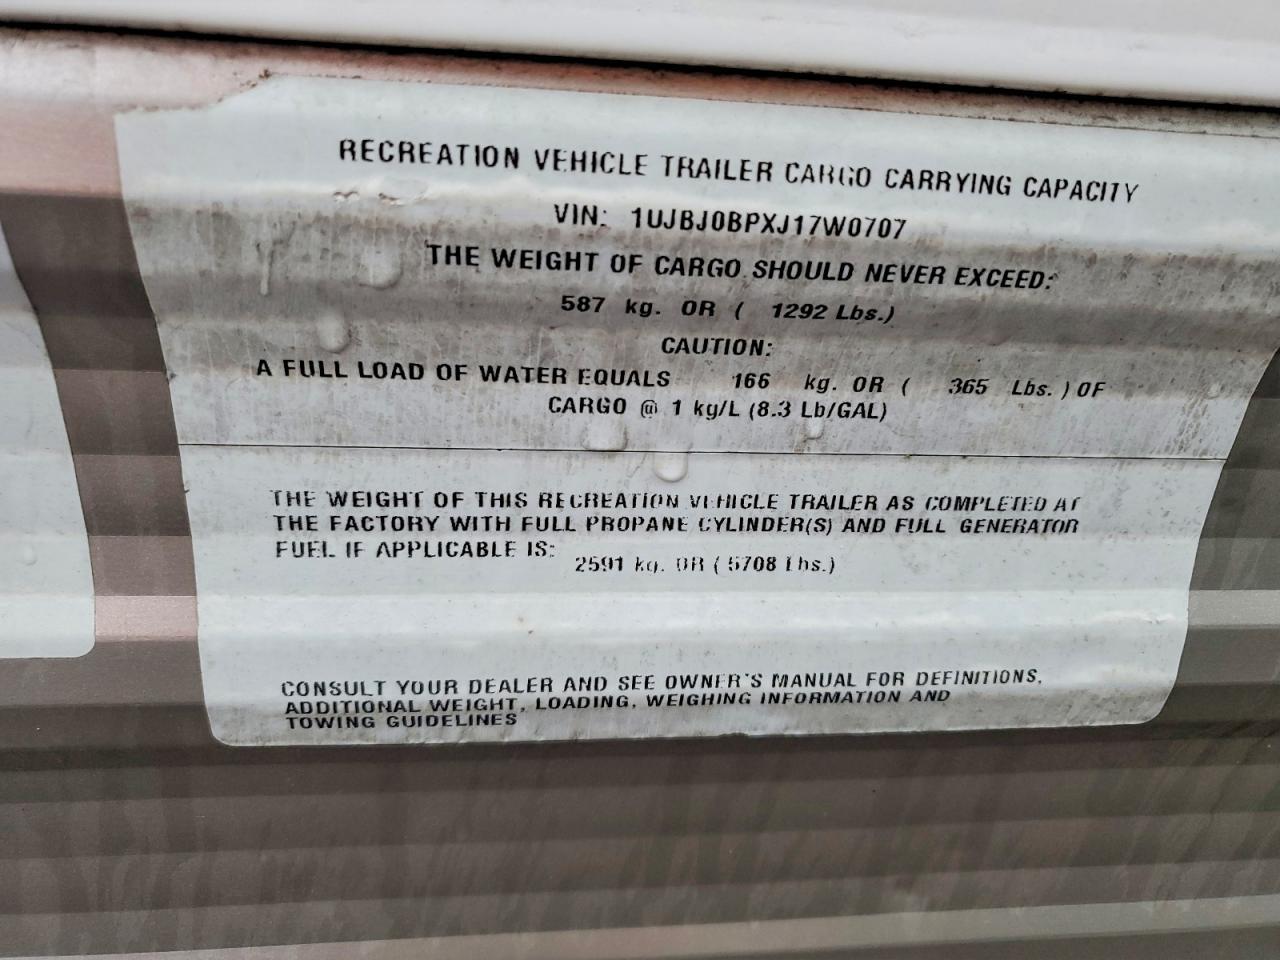 RECREATION VEHICLE TRAILER CARGO CARRYING CAPACITY
VIN: 1UJBJ0BPXJ17W0707
THE WEIGHT OF CARGO SHOULD NEVER EXCEED:
587 kg. OR ( 1292 Lbs.)
CAUTION:
A FULL LOAD OF WATER EQUALS 166 kg. OR ( 365 Lbs. ) OF
CARGO @ 1 kg/L (8.3 Lb/GAL)
THE WEIGHT OF THIS RECREATION VEHICLE TRAILER AS COMPLETED AT
THE FACTORY WITH FULL PROPANE CYLINDER(S) AND FULL GENERATOR
FUEL IF APPLICABLE IS:
2591 kg. OR ( 5708 Lbs.)
CONSULT YOUR DEALER AND SEE OWNER'S MANUAL FOR DEFINITIONS,
ADDITIONAL WEIGHT, LOADING, WEIGHING INFORMATION AND
TOWING GUIDELINES